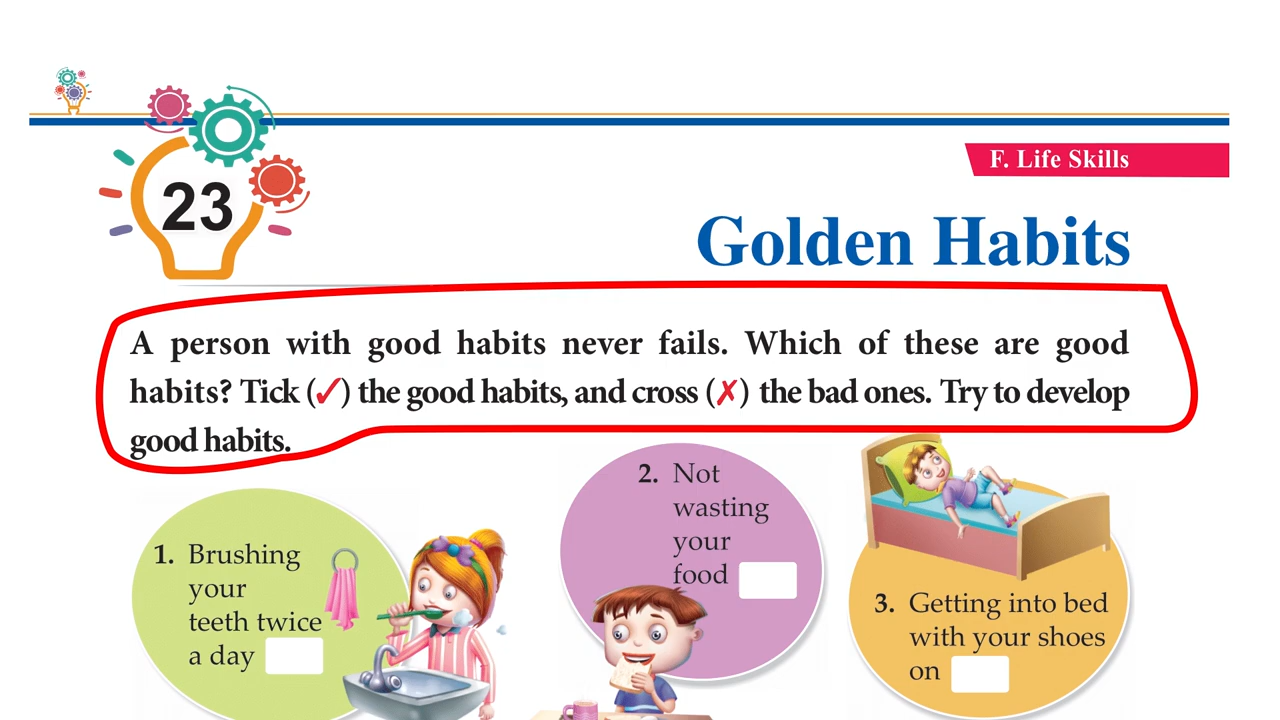 F. Life Skills
23
Golden Habits
A person with good habits never fails. Which of these are good
habits? Tick (✓) the good habits, and cross (✗) the bad ones. Try to develop
good habits.
1. Brushing
your
teeth twice
a day
2. Not
wasting
your
food
3. Getting into bed
with your shoes
on